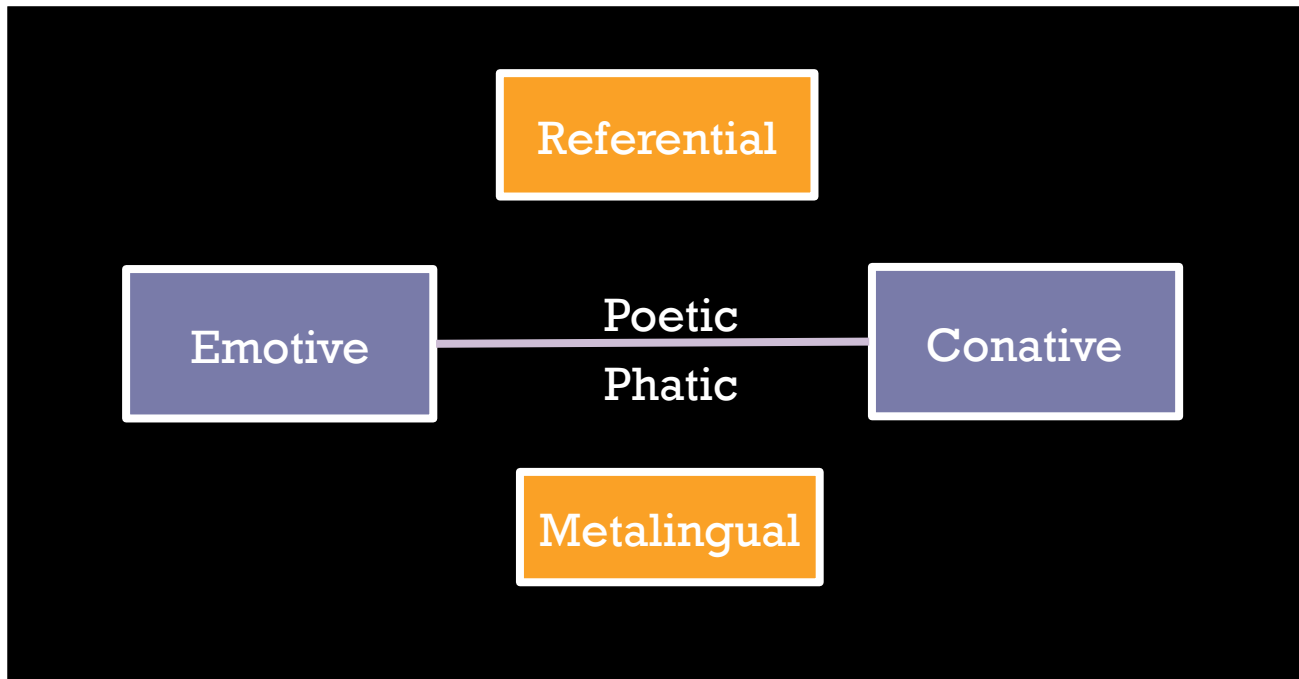 Referential
Emotive
Poetic
Phatic
Conative
Metalingual